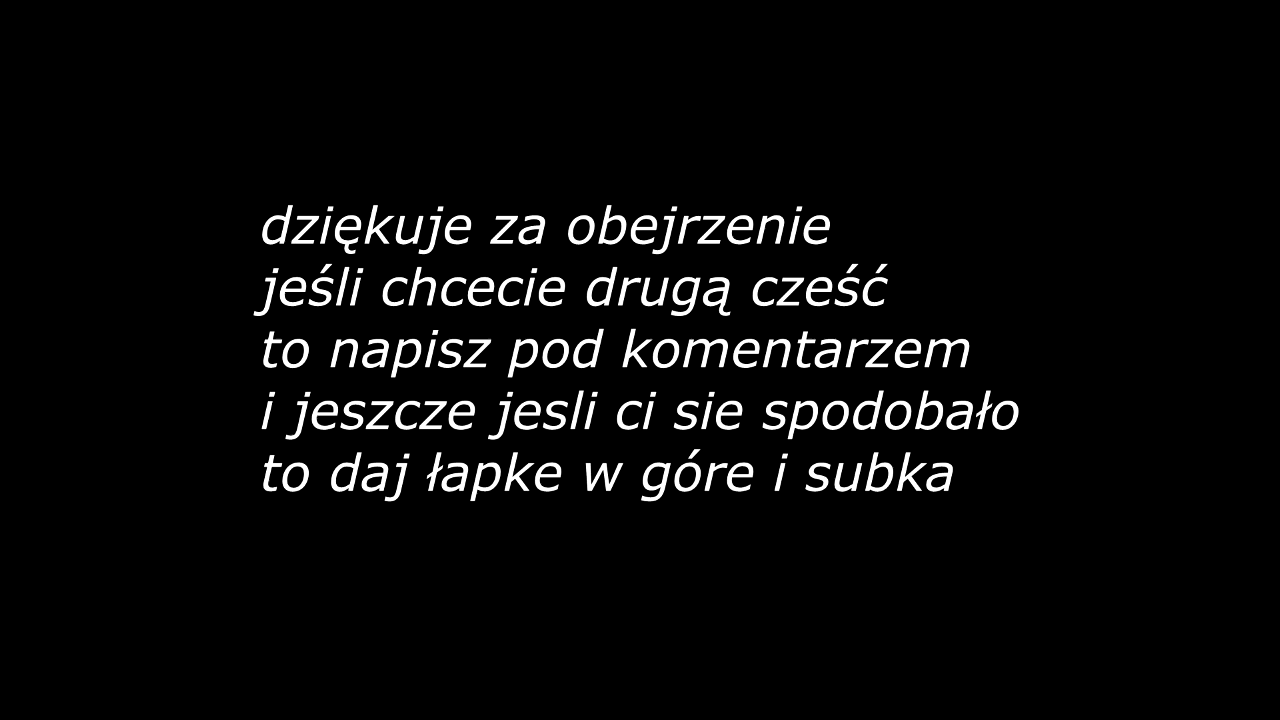 dziękuje za obejrzenie
jeśli chcecie drugą cześć
to napisz pod komentarzem
i jeszcze jesli ci sie spodobało
to daj łapke w góre i subka